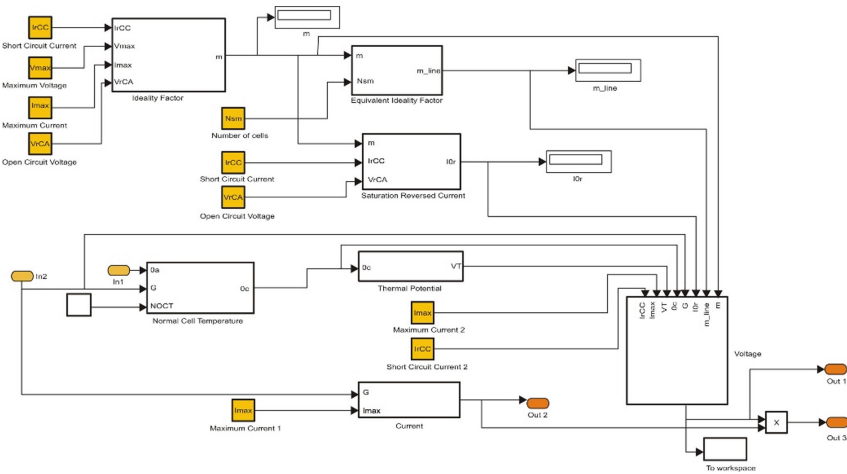 IrCC
Short Circuit Current
Vmax
Maximum Voltage
Imax
Maximum Current
VrCA
Open Circuit Voltage
IrCC
Vmax
Imax
VrCA
m
Ideality Factor
m
m
Nsm
m_line
Equivalent Ideality Factor
m_line
Nsm
Number of cells
IrCC
Short Circuit Current
VrCA
Open Circuit Voltage
m
IrCC
VrCA
I0r
Saturation Reversed Current
I0r
In2
In1
0a
G
NOCT
0c
Normal Cell Temperature
0c
VT
Thermal Potential
Imax
Maximum Current 2
IrCC
Short Circuit Current 2
IrCC
Imax
VT
0c
G
I0r
m_line
m
Voltage
Imax
Maximum Current 1
G
Imax
Current
Out 2
Out 1
X
Out 3
To workspace